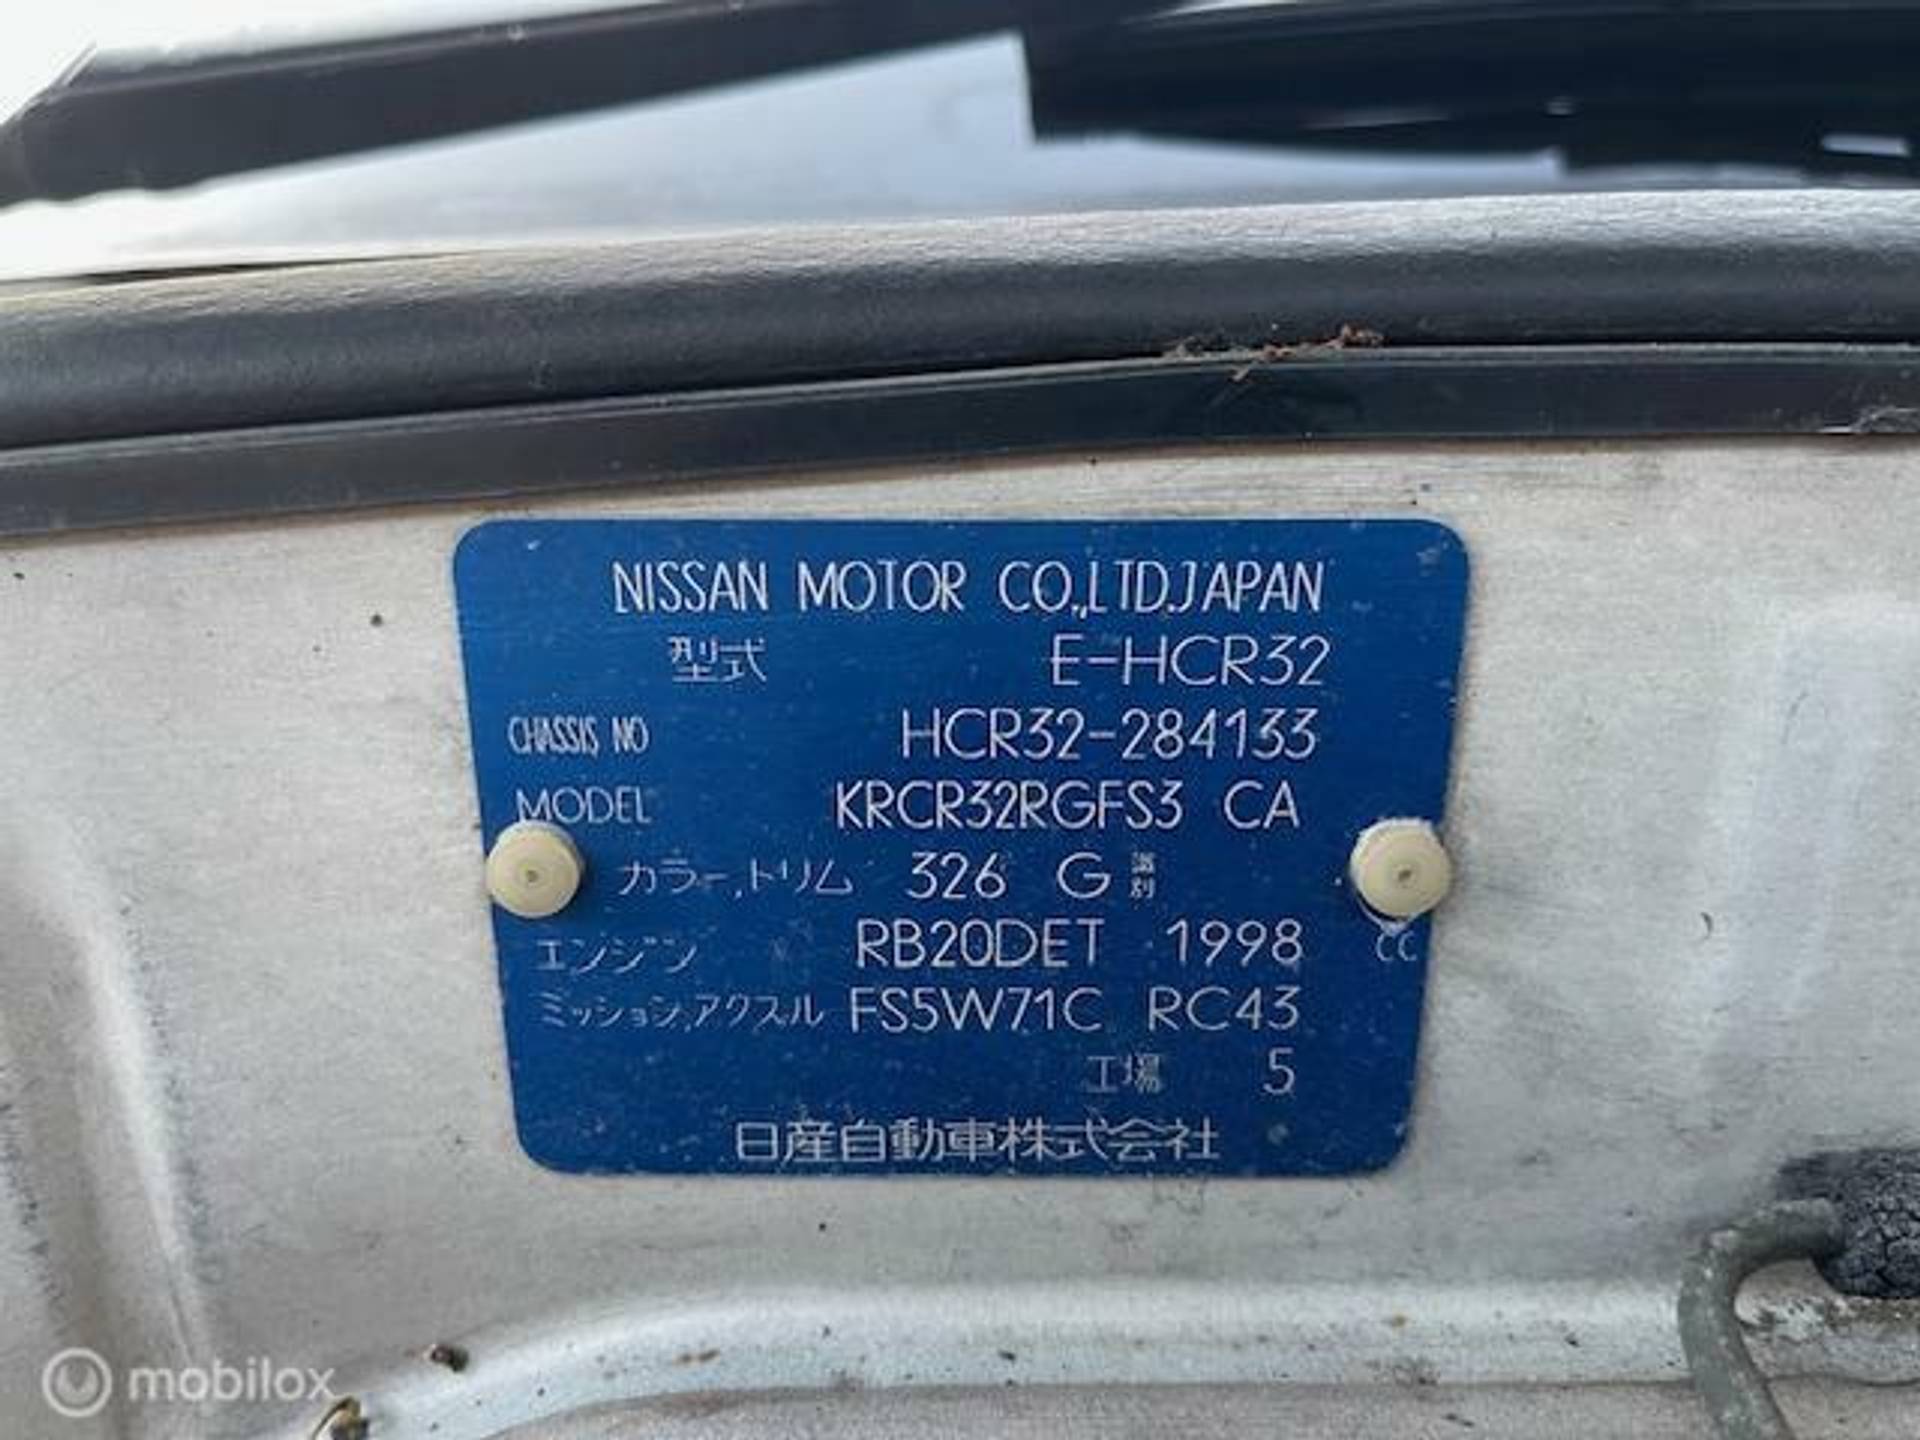 NISSAN MOTOR CO.,LTD.JAPAN
型式 E-HCR32
CHASSIS NO HCR32-284133
MODEL KRCR32RGFS3 CA
カラー,トリム 326 G 識別
エンジン RB20DET 1998 CC
ミッション,アクスル FS5W71C RC43
工場 5
日産自動車株式会社
mobilox